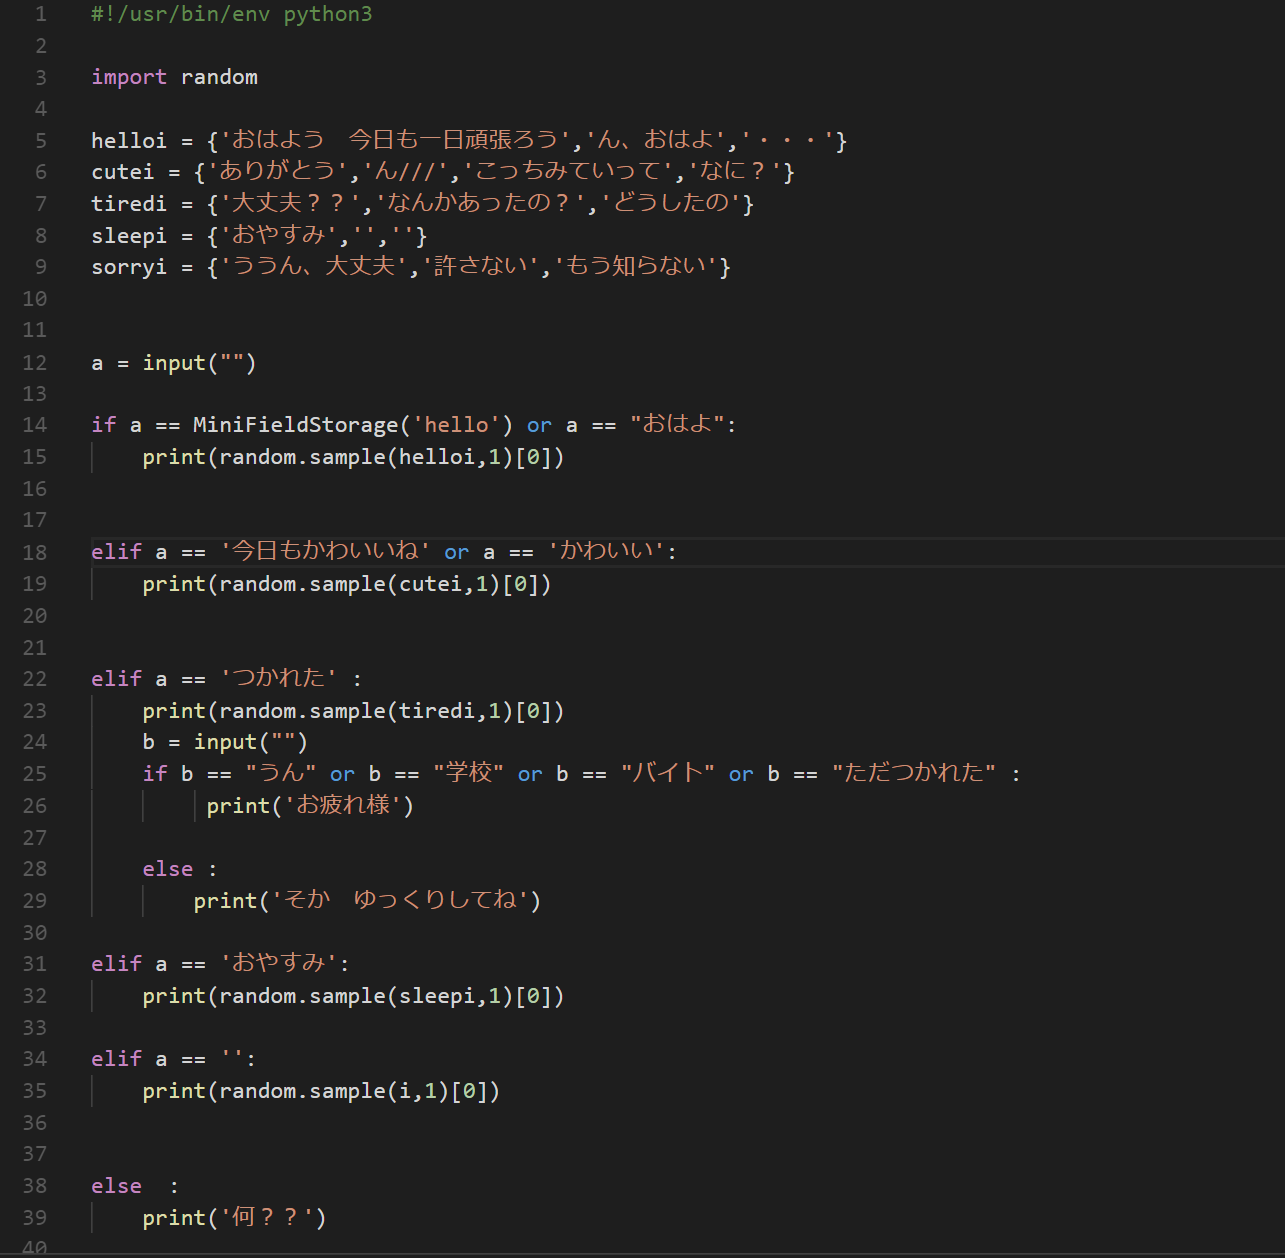 1 #!/usr/bin/env python3
2
3 import random
4
5 helloi = {'おはよう　今日も一日頑張ろう','ん、おはよ','・・・'}
6 cutei = {'ありがとう','ん///','こっちみていって','なに？'}
7 tiredi = {'大丈夫？？','なんかあったの？','どうしたの'}
8 sleepi = {'おやすみ','',''}
9 sorryi = {'ううん、大丈夫','許さない','もう知らない'}
10
11
12 a = input("")
13
14 if a == MiniFieldStorage('hello') or a == "おはよ":
15     print(random.sample(helloi,1)[0])
16
17
18 elif a == '今日もかわいいね' or a == 'かわいい':
19     print(random.sample(cutei,1)[0])
20
21
22 elif a == 'つかれた' :
23     print(random.sample(tiredi,1)[0])
24     b = input("")
25     if b == "うん" or b == "学校" or b == "バイト" or b == "ただつかれた" :
26          print('お疲れ様')
27
28     else :
29         print('そか　ゆっくりしてね')
30
31 elif a == 'おやすみ':
32     print(random.sample(sleepi,1)[0])
33
34 elif a == '':
35     print(random.sample(i,1)[0])
36
37
38 else  :
39     print('何？？')
40